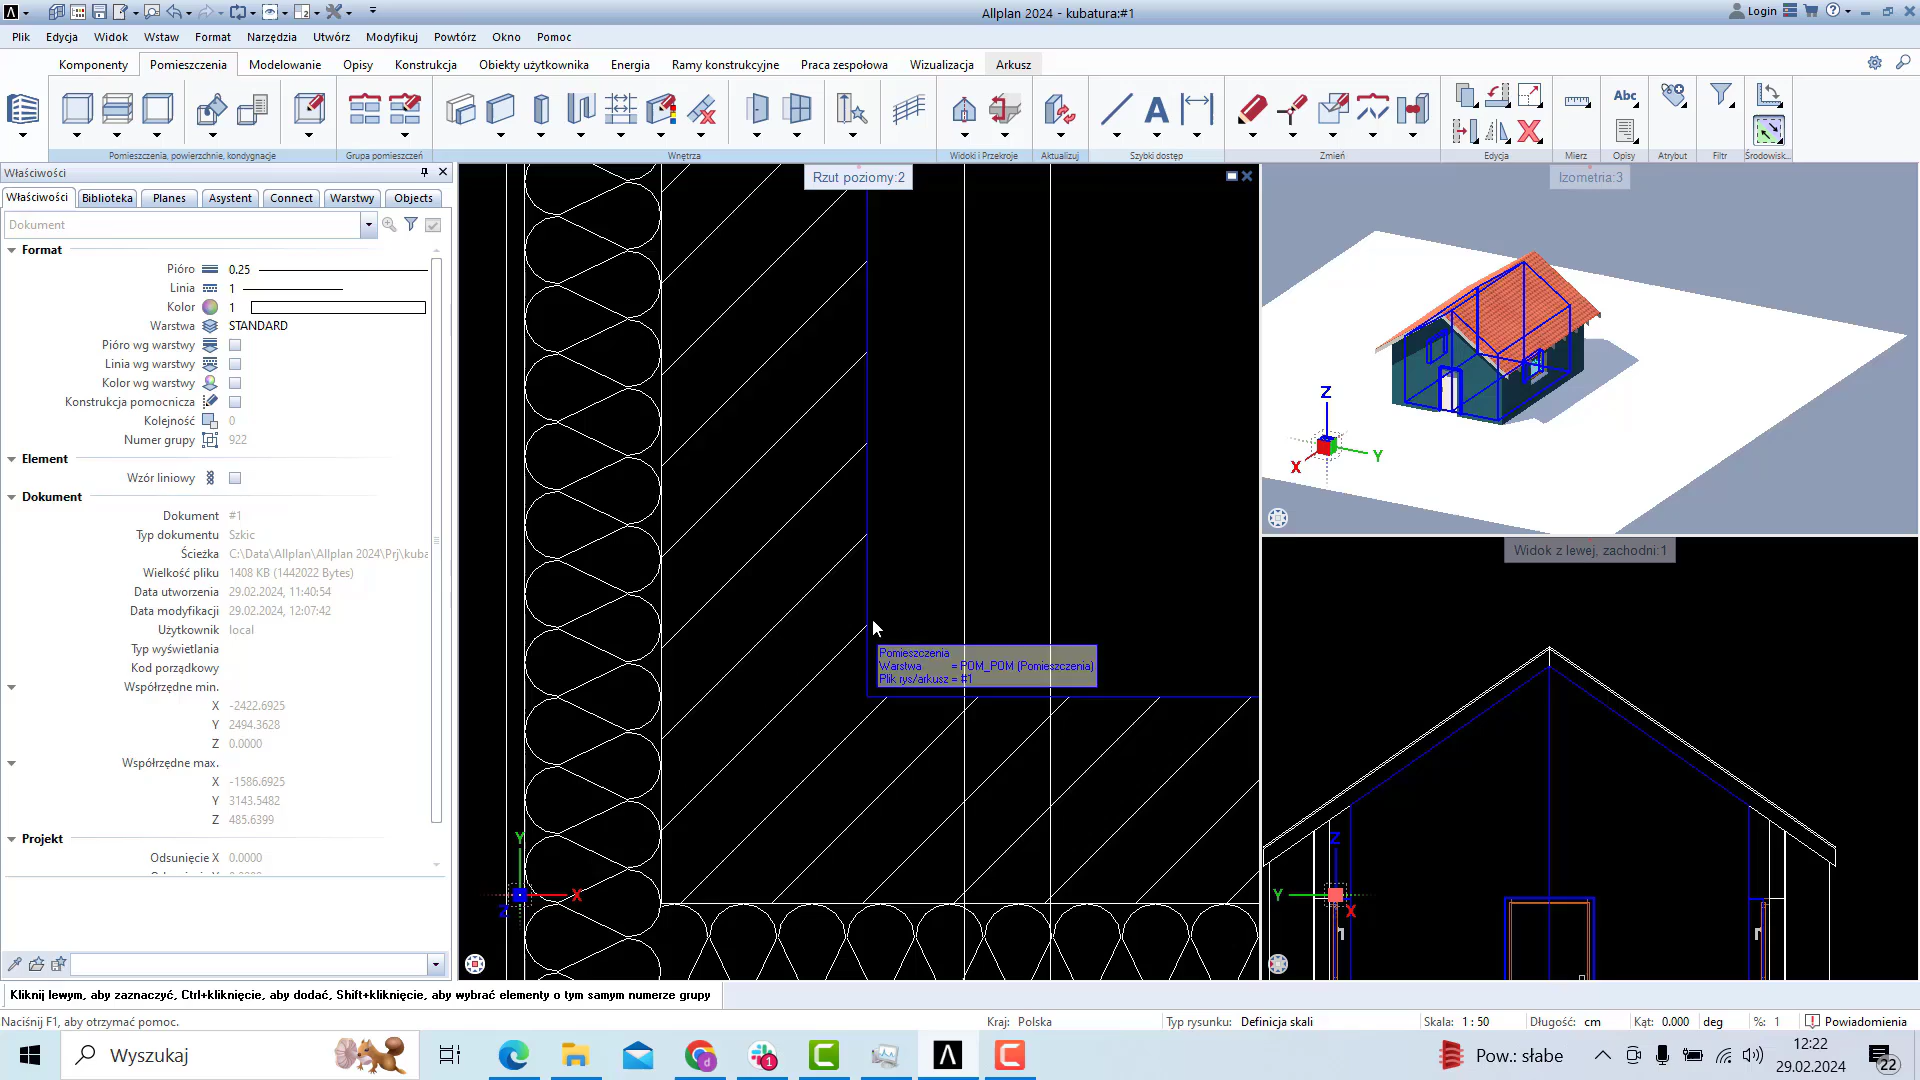 Allplan 2024 - kubatura:#1
Login
Plik Edycja Widok Wstaw Format Narzędzia Utwórz Modyfikuj Powtórz Okno Pomoc
Komponenty Pomieszczenia Modelowanie Opisy Konstrukcja Obiekty użytkownika Energia Ramy konstrukcyjne Praca zespołowa Wizualizacja Arkusz
Abc
Pomieszczenia, powierzchnie, kondygnacje Grupa pomieszczeń Wnętrza Widoki i Przekroje Aktualizuj Szybki dostęp Zmień Edycja Mierz Opisy Atrybut Filtr Środowisk...
Właściwości
Właściwości Biblioteka Planes Asystent Connect Warstwy Objects
Dokument
Format
Pióro 0.25
Linia 1
Kolor 1
Warstwa STANDARD
Pióro wg warstwy
Linia wg warstwy
Kolor wg warstwy
Konstrukcja pomocnicza
Kolejność 0
Numer grupy 922
Element
Wzór liniowy
Dokument
Dokument #1
Typ dokumentu Szkic
Ścieżka C:\Data\Allplan\Allplan 2024\Prj\kuba
Wielkość pliku 1408 KB (1442022 Bytes)
Data utworzenia 29.02.2024, 11:40:54
Data modyfikacji 29.02.2024, 12:07:42
Użytkownik local
Typ wyświetlania
Kod porządkowy
Współrzędne min.
X -2422.6925
Y 2494.3628
Z 0.0000
Współrzędne max.
X -1586.6925
Y 3143.5482
Z 485.6399
Projekt
Odsunięcie X 0.0000
Rzut poziomy:2
Pomieszczenia
Warstwa = POM_POM (Pomieszczenia)
Plik rys/arkusz = #1
Y
X
Z
Izometria:3
Z
Y
X
Widok z lewej, zachodni:1
Z
Y
X
Kliknij lewym, aby zaznaczyć, Ctrl+kliknięcie, aby dodać, Shift+kliknięcie, aby wybrać elementy o tym samym numerze grupy
Naciśnij F1, aby otrzymać pomoc.
Kraj: Polska Typ rysunku: Definicja skali Skala: 1 : 50 Długość: cm Kąt: 0.000 deg %: 1 Powiadomienia
Wyszukaj
1
Pow.: słabe
12:22
29.02.2024
22